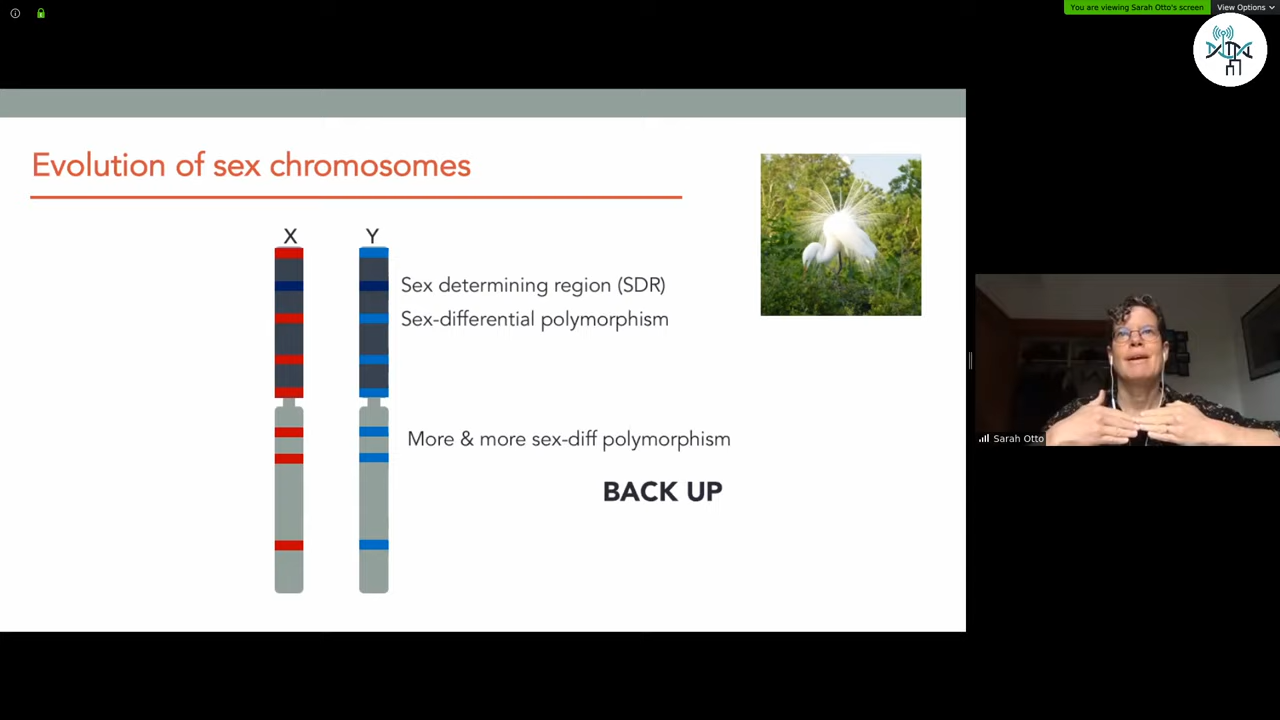 You are viewing Sarah Otto's screen
View Options
Evolution of sex chromosomes
X
Y
Sex determining region (SDR)
Sex-differential polymorphism
More & more sex-diff polymorphism
BACK UP
Sarah Otto